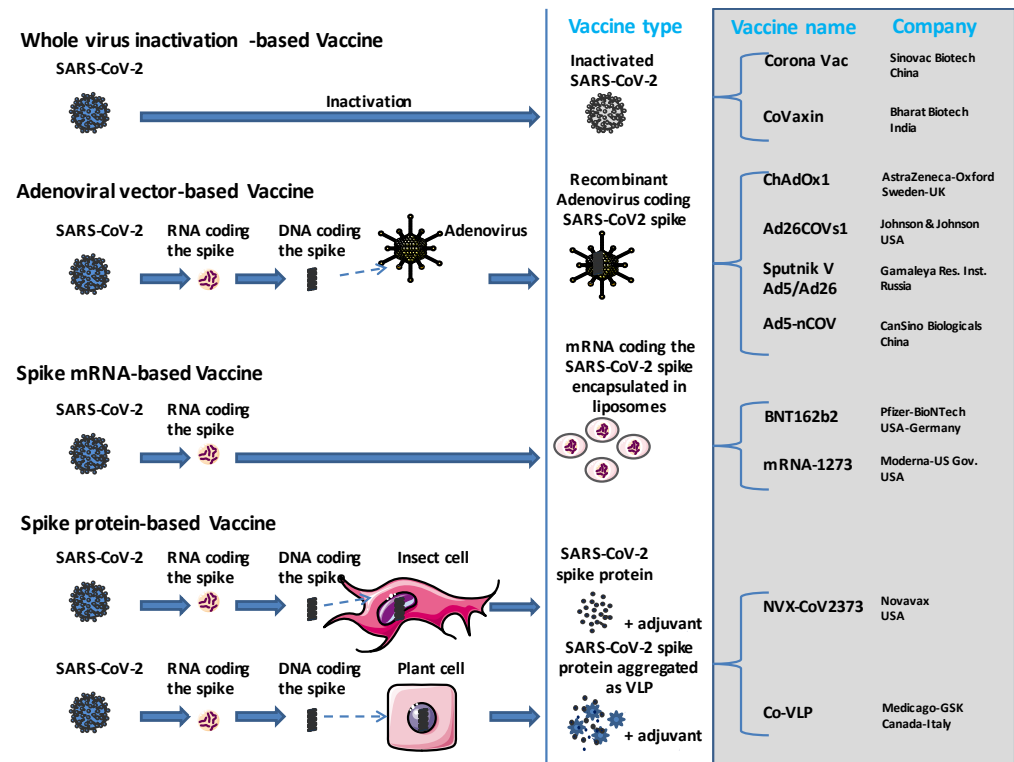 Whole virus inactivation -based Vaccine
SARS-CoV-2
Inactivation
Vaccine type
Inactivated
SARS-CoV-2
Vaccine name
Company
Corona Vac
Sinovac Biotech
China
CoVaxin
Bharat Biotech
India
Adenoviral vector-based Vaccine
SARS-CoV-2
RNA coding
the spike
DNA coding
the spike
Adenovirus
Recombinant
Adenovirus coding
SARS-CoV2 spike
ChAdOx1
AstraZeneca-Oxford
Sweden-UK
Ad26COVs1
Johnson & Johnson
USA
Sputnik V
Ad5/Ad26
Gamaleya Res. Inst.
Russia
Ad5-nCOV
CanSino Biologicals
China
Spike mRNA-based Vaccine
SARS-CoV-2
RNA coding
the spike
mRNA coding the
SARS-CoV-2 spike
encapsulated in
liposomes
BNT162b2
Pfizer-BioNTech
USA-Germany
mRNA-1273
Moderna-US Gov.
USA
Spike protein-based Vaccine
SARS-CoV-2
RNA coding
the spike
DNA coding
the spike
Insect cell
SARS-CoV-2
spike protein
+ adjuvant
NVX-CoV2373
Novavax
USA
SARS-CoV-2
RNA coding
the spike
DNA coding
the spike
Plant cell
SARS-CoV-2 spike
protein aggregated
as VLP
+ adjuvant
Co-VLP
Medicago-GSK
Canada-Italy